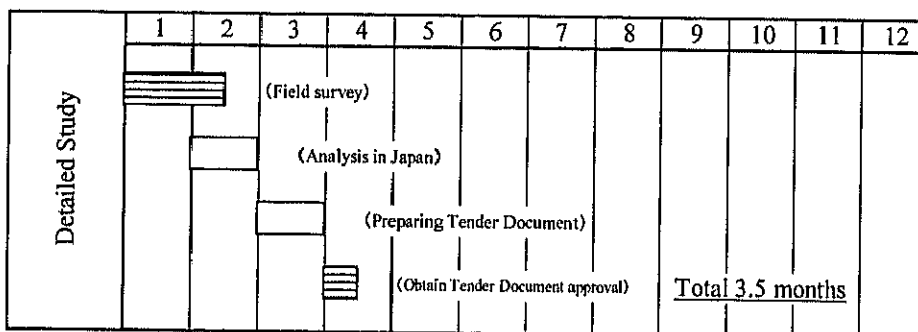 1 2 3 4 5 6 7 8 9 10 11 12
Detailed Study
(Field survey)
(Analysis in Japan)
(Preparing Tender Document)
(Obtain Tender Document approval)
Total 3.5 months